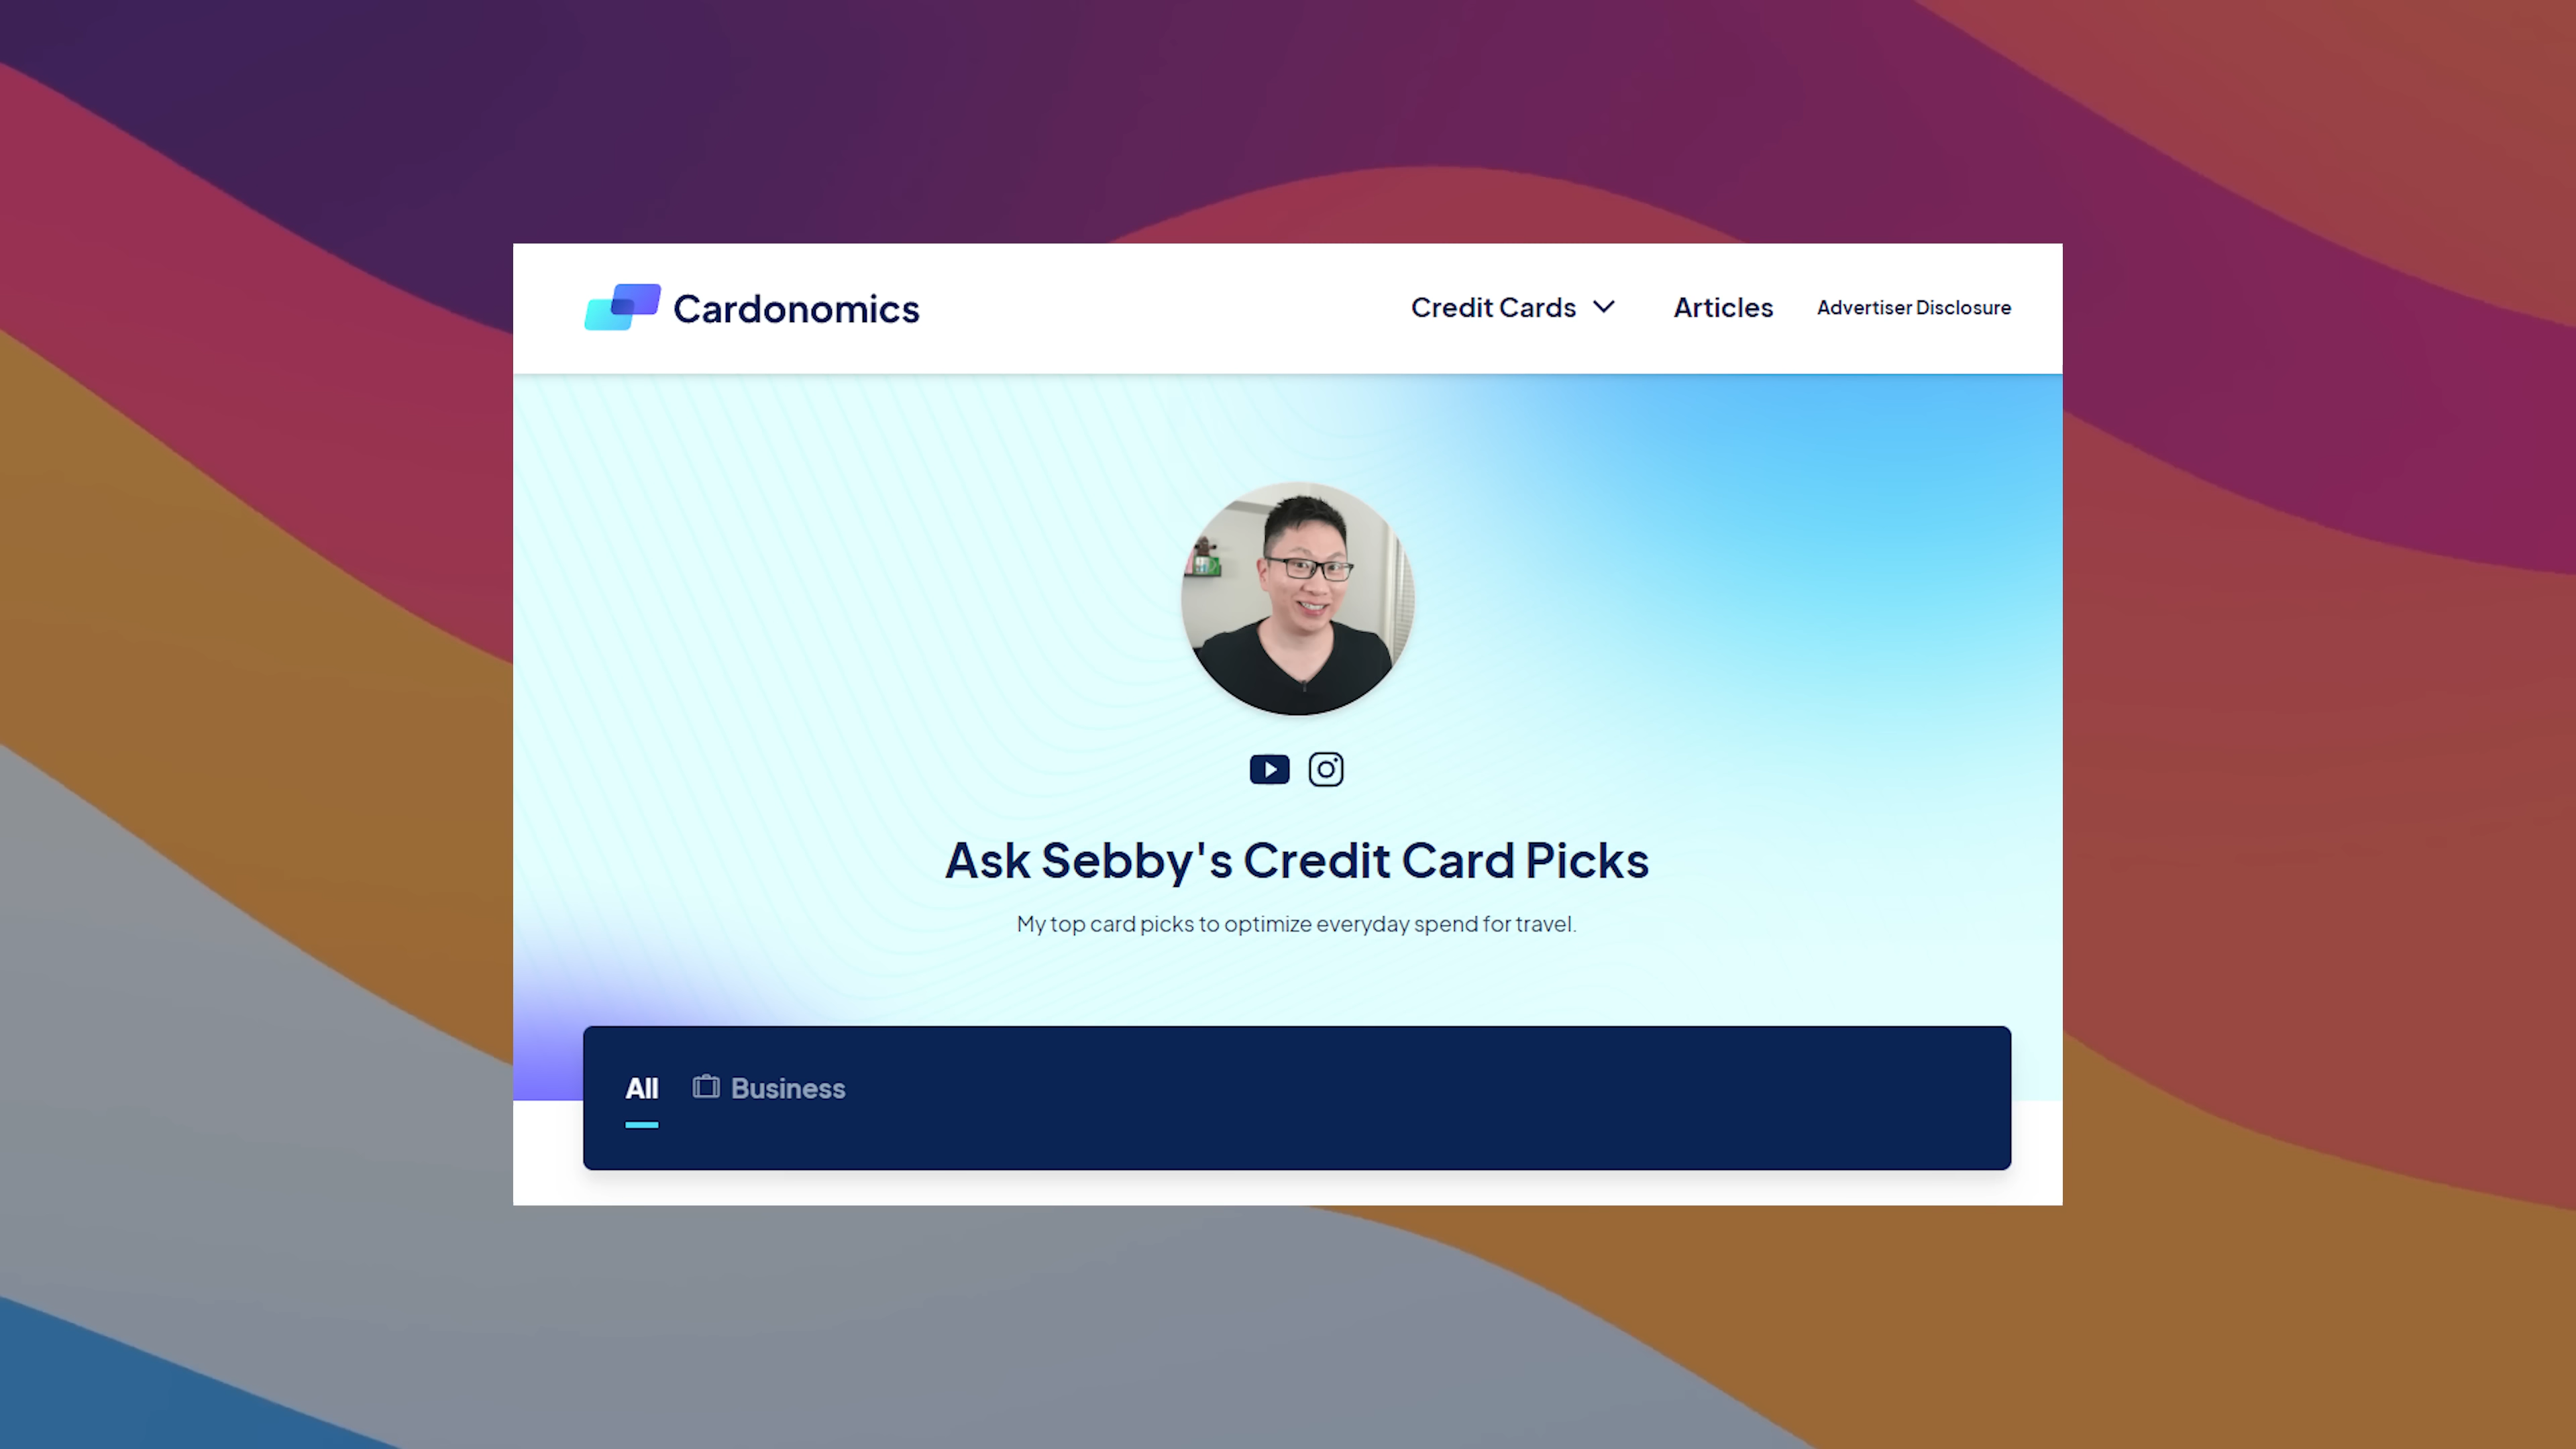 Cardonomics
Credit Cards
Articles
Advertiser Disclosure
Ask Sebby's Credit Card Picks
My top card picks to optimize everyday spend for travel.
All
Business